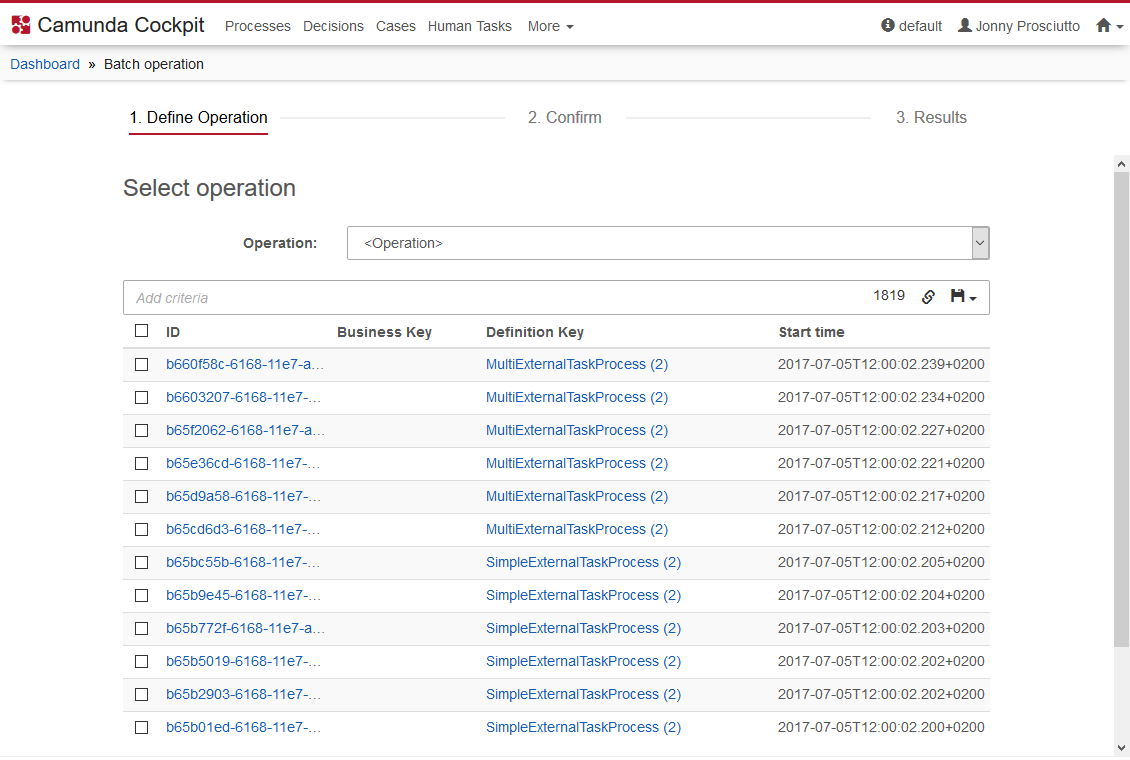 Camunda Cockpit Processes Decisions Cases Human Tasks More default Jonny Prosciutto
Dashboard » Batch operation
1. Define Operation 2. Confirm 3. Results
Select operation
Operation: <Operation>
Add criteria 1819
ID Business Key Definition Key Start time
b660f58c-6168-11e7-a... MultiExternalTaskProcess (2) 2017-07-05T12:00:02.239+0200
b6603207-6168-11e7-... MultiExternalTaskProcess (2) 2017-07-05T12:00:02.234+0200
b65f2062-6168-11e7-a... MultiExternalTaskProcess (2) 2017-07-05T12:00:02.227+0200
b65e36cd-6168-11e7-... MultiExternalTaskProcess (2) 2017-07-05T12:00:02.221+0200
b65d9a58-6168-11e7-... MultiExternalTaskProcess (2) 2017-07-05T12:00:02.217+0200
b65cd6d3-6168-11e7-... MultiExternalTaskProcess (2) 2017-07-05T12:00:02.212+0200
b65bc55b-6168-11e7-... SimpleExternalTaskProcess (2) 2017-07-05T12:00:02.205+0200
b65b9e45-6168-11e7-... SimpleExternalTaskProcess (2) 2017-07-05T12:00:02.204+0200
b65b772f-6168-11e7-a... SimpleExternalTaskProcess (2) 2017-07-05T12:00:02.203+0200
b65b5019-6168-11e7-... SimpleExternalTaskProcess (2) 2017-07-05T12:00:02.202+0200
b65b2903-6168-11e7-... SimpleExternalTaskProcess (2) 2017-07-05T12:00:02.202+0200
b65b01ed-6168-11e7-... SimpleExternalTaskProcess (2) 2017-07-05T12:00:02.200+0200